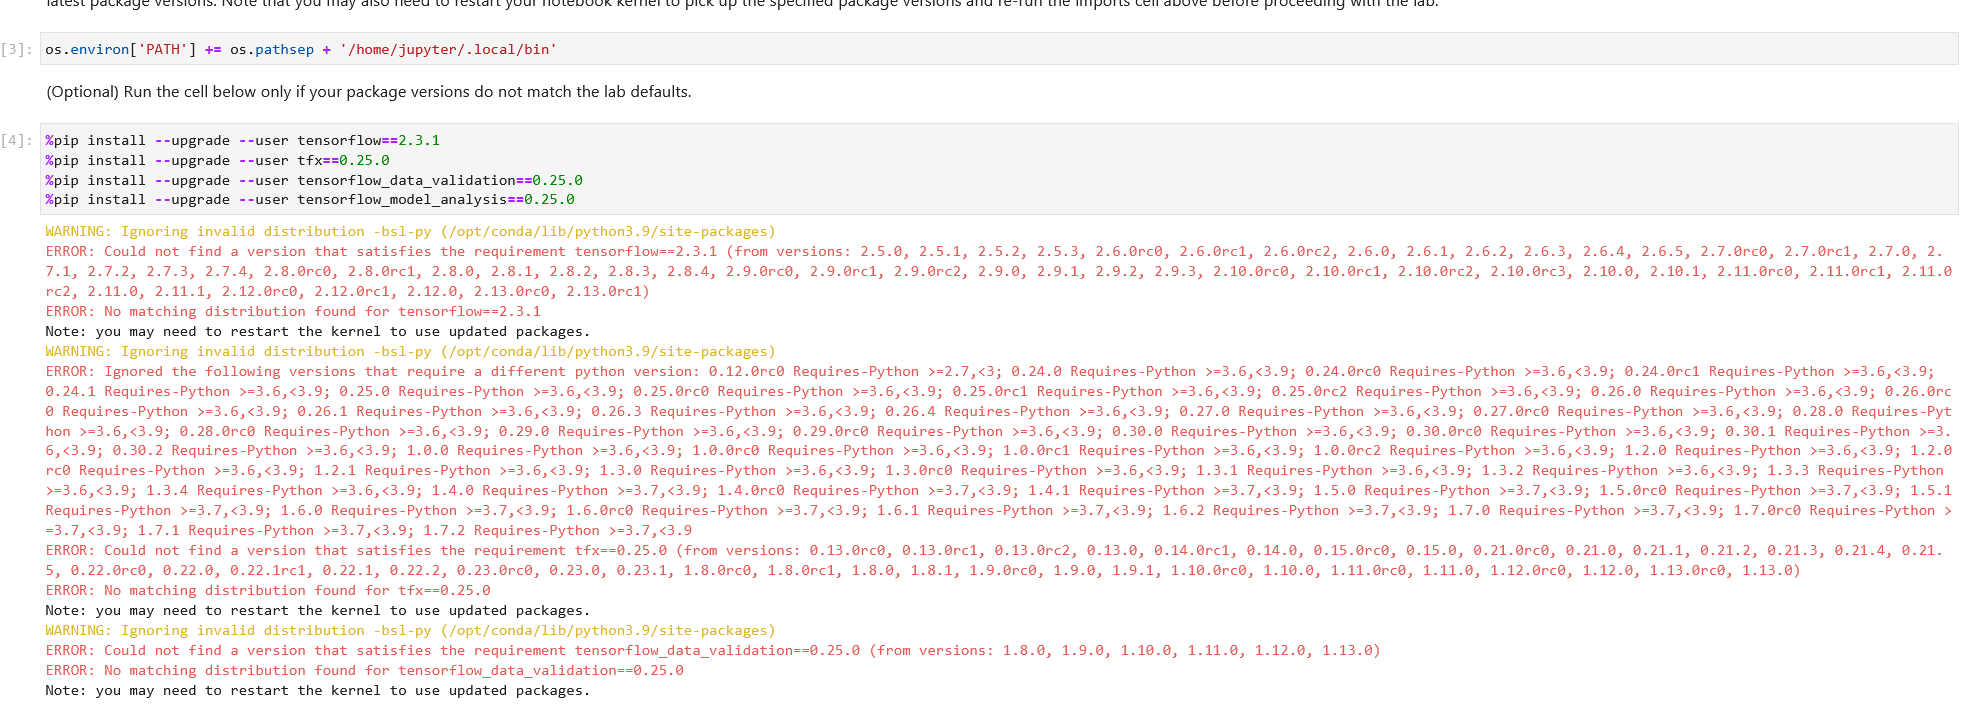 latest package versions. Note that you may also need to restart your notebook kernel to pick up the specified package versions and re-run the imports cell above before proceeding with the lab.
[3]: os.environ['PATH'] += os.pathsep + '/home/jupyter/.local/bin'
(Optional) Run the cell below only if your package versions do not match the lab defaults.
[4]: %pip install --upgrade --user tensorflow==2.3.1
%pip install --upgrade --user tfx==0.25.0
%pip install --upgrade --user tensorflow_data_validation==0.25.0
%pip install --upgrade --user tensorflow_model_analysis==0.25.0
WARNING: Ignoring invalid distribution -bsl-py (/opt/conda/lib/python3.9/site-packages)
ERROR: Could not find a version that satisfies the requirement tensorflow==2.3.1 (from versions: 2.5.0, 2.5.1, 2.5.2, 2.5.3, 2.6.0rc0, 2.6.0rc1, 2.6.0rc2, 2.6.0, 2.6.1, 2.6.2, 2.6.3, 2.6.4, 2.6.5, 2.7.0rc0, 2.7.0rc1, 2.7.0, 2.
7.1, 2.7.2, 2.7.3, 2.7.4, 2.8.0rc0, 2.8.0rc1, 2.8.0, 2.8.1, 2.8.2, 2.8.3, 2.8.4, 2.9.0rc0, 2.9.0rc1, 2.9.0rc2, 2.9.0, 2.9.1, 2.9.2, 2.9.3, 2.10.0rc0, 2.10.0rc1, 2.10.0rc2, 2.10.0rc3, 2.10.0, 2.10.1, 2.11.0rc0, 2.11.0rc1, 2.11.0
rc2, 2.11.0, 2.11.1, 2.12.0rc0, 2.12.0rc1, 2.12.0, 2.13.0rc0, 2.13.0rc1)
ERROR: No matching distribution found for tensorflow==2.3.1
Note: you may need to restart the kernel to use updated packages.
WARNING: Ignoring invalid distribution -bsl-py (/opt/conda/lib/python3.9/site-packages)
ERROR: Ignored the following versions that require a different python version: 0.12.0rc0 Requires-Python >=2.7,<3; 0.24.0 Requires-Python >=3.6,<3.9; 0.24.0rc0 Requires-Python >=3.6,<3.9; 0.24.0rc1 Requires-Python >=3.6,<3.9;
0.24.1 Requires-Python >=3.6,<3.9; 0.25.0 Requires-Python >=3.6,<3.9; 0.25.0rc0 Requires-Python >=3.6,<3.9; 0.25.0rc1 Requires-Python >=3.6,<3.9; 0.25.0rc2 Requires-Python >=3.6,<3.9; 0.26.0 Requires-Python >=3.6,<3.9; 0.26.0rc
0 Requires-Python >=3.6,<3.9; 0.26.1 Requires-Python >=3.6,<3.9; 0.26.3 Requires-Python >=3.6,<3.9; 0.26.4 Requires-Python >=3.6,<3.9; 0.27.0 Requires-Python >=3.6,<3.9; 0.27.0rc0 Requires-Python >=3.6,<3.9; 0.28.0 Requires-Pyt
hon >=3.6,<3.9; 0.28.0rc0 Requires-Python >=3.6,<3.9; 0.29.0 Requires-Python >=3.6,<3.9; 0.29.0rc0 Requires-Python >=3.6,<3.9; 0.30.0 Requires-Python >=3.6,<3.9; 0.30.0rc0 Requires-Python >=3.6,<3.9; 0.30.1 Requires-Python >=3.
6,<3.9; 0.30.2 Requires-Python >=3.6,<3.9; 1.0.0 Requires-Python >=3.6,<3.9; 1.0.0rc0 Requires-Python >=3.6,<3.9; 1.0.0rc1 Requires-Python >=3.6,<3.9; 1.0.0rc2 Requires-Python >=3.6,<3.9; 1.2.0 Requires-Python >=3.6,<3.9; 1.2.0
rc0 Requires-Python >=3.6,<3.9; 1.2.1 Requires-Python >=3.6,<3.9; 1.3.0 Requires-Python >=3.6,<3.9; 1.3.0rc0 Requires-Python >=3.6,<3.9; 1.3.1 Requires-Python >=3.6,<3.9; 1.3.2 Requires-Python >=3.6,<3.9; 1.3.3 Requires-Python
>=3.6,<3.9; 1.3.4 Requires-Python >=3.6,<3.9; 1.4.0 Requires-Python >=3.7,<3.9; 1.4.0rc0 Requires-Python >=3.7,<3.9; 1.4.1 Requires-Python >=3.7,<3.9; 1.5.0 Requires-Python >=3.7,<3.9; 1.5.0rc0 Requires-Python >=3.7,<3.9; 1.5.1
Requires-Python >=3.7,<3.9; 1.6.0 Requires-Python >=3.7,<3.9; 1.6.0rc0 Requires-Python >=3.7,<3.9; 1.6.1 Requires-Python >=3.7,<3.9; 1.6.2 Requires-Python >=3.7,<3.9; 1.7.0 Requires-Python >=3.7,<3.9; 1.7.0rc0 Requires-Python >
=3.7,<3.9; 1.7.1 Requires-Python >=3.7,<3.9; 1.7.2 Requires-Python >=3.7,<3.9
ERROR: Could not find a version that satisfies the requirement tfx==0.25.0 (from versions: 0.13.0rc0, 0.13.0rc1, 0.13.0rc2, 0.13.0, 0.14.0rc1, 0.14.0, 0.15.0rc0, 0.15.0, 0.21.0rc0, 0.21.0, 0.21.1, 0.21.2, 0.21.3, 0.21.4, 0.21.
5, 0.22.0rc0, 0.22.0, 0.22.1rc1, 0.22.1, 0.22.2, 0.23.0rc0, 0.23.0, 0.23.1, 1.8.0rc0, 1.8.0rc1, 1.8.0, 1.8.1, 1.9.0rc0, 1.9.0, 1.9.1, 1.10.0rc0, 1.10.0, 1.11.0rc0, 1.11.0, 1.12.0rc0, 1.12.0, 1.13.0rc0, 1.13.0)
ERROR: No matching distribution found for tfx==0.25.0
Note: you may need to restart the kernel to use updated packages.
WARNING: Ignoring invalid distribution -bsl-py (/opt/conda/lib/python3.9/site-packages)
ERROR: Could not find a version that satisfies the requirement tensorflow_data_validation==0.25.0 (from versions: 1.8.0, 1.9.0, 1.10.0, 1.11.0, 1.12.0, 1.13.0)
ERROR: No matching distribution found for tensorflow_data_validation==0.25.0
Note: you may need to restart the kernel to use updated packages.